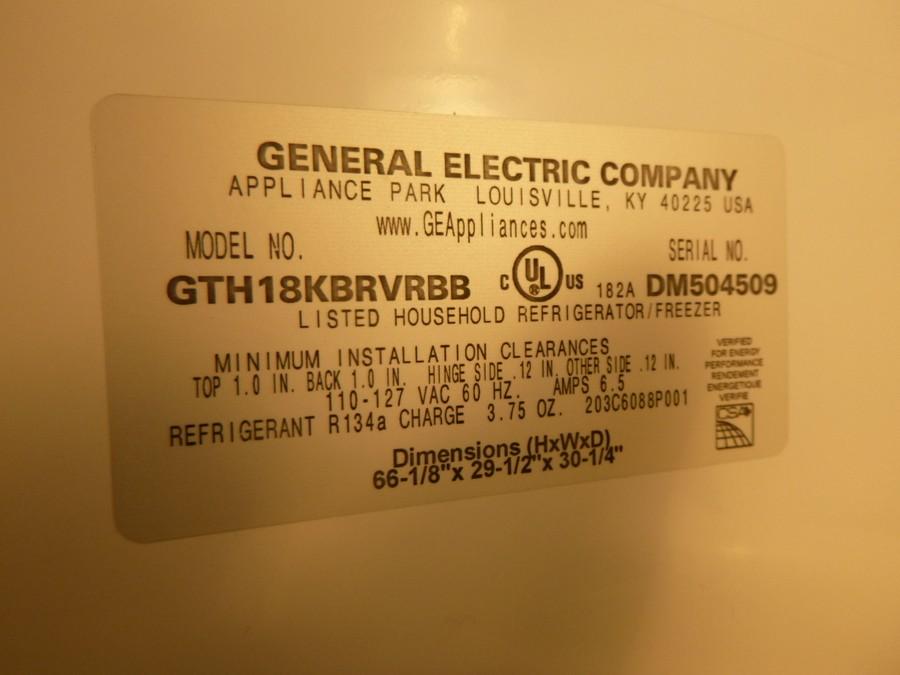 GENERAL ELECTRIC COMPANY
APPLIANCE PARK LOUISVILLE, KY 40225 USA
www.GEAppliances.com
MODEL NO. SERIAL NO.
GTH18KBRVRBB C UL ® US 182A DM504509
LISTED HOUSEHOLD REFRIGERATOR/FREEZER
MINIMUM INSTALLATION CLEARANCES
TOP 1.0 IN. BACK 1.0 IN. HINGE SIDE .12 IN. OTHER SIDE .12 IN.
110-127 VAC 60 HZ. AMPS 6.5
REFRIGERANT R134a CHARGE 3.75 OZ. 203C6088P001
Dimensions (HxWxD)
66-1/8"x 29-1/2"x 30-1/4"
VERIFIED
FOR ENERGY
PERFORMANCE
RENDEMENT
ENERGETIQUE
VERIFIE
CSA